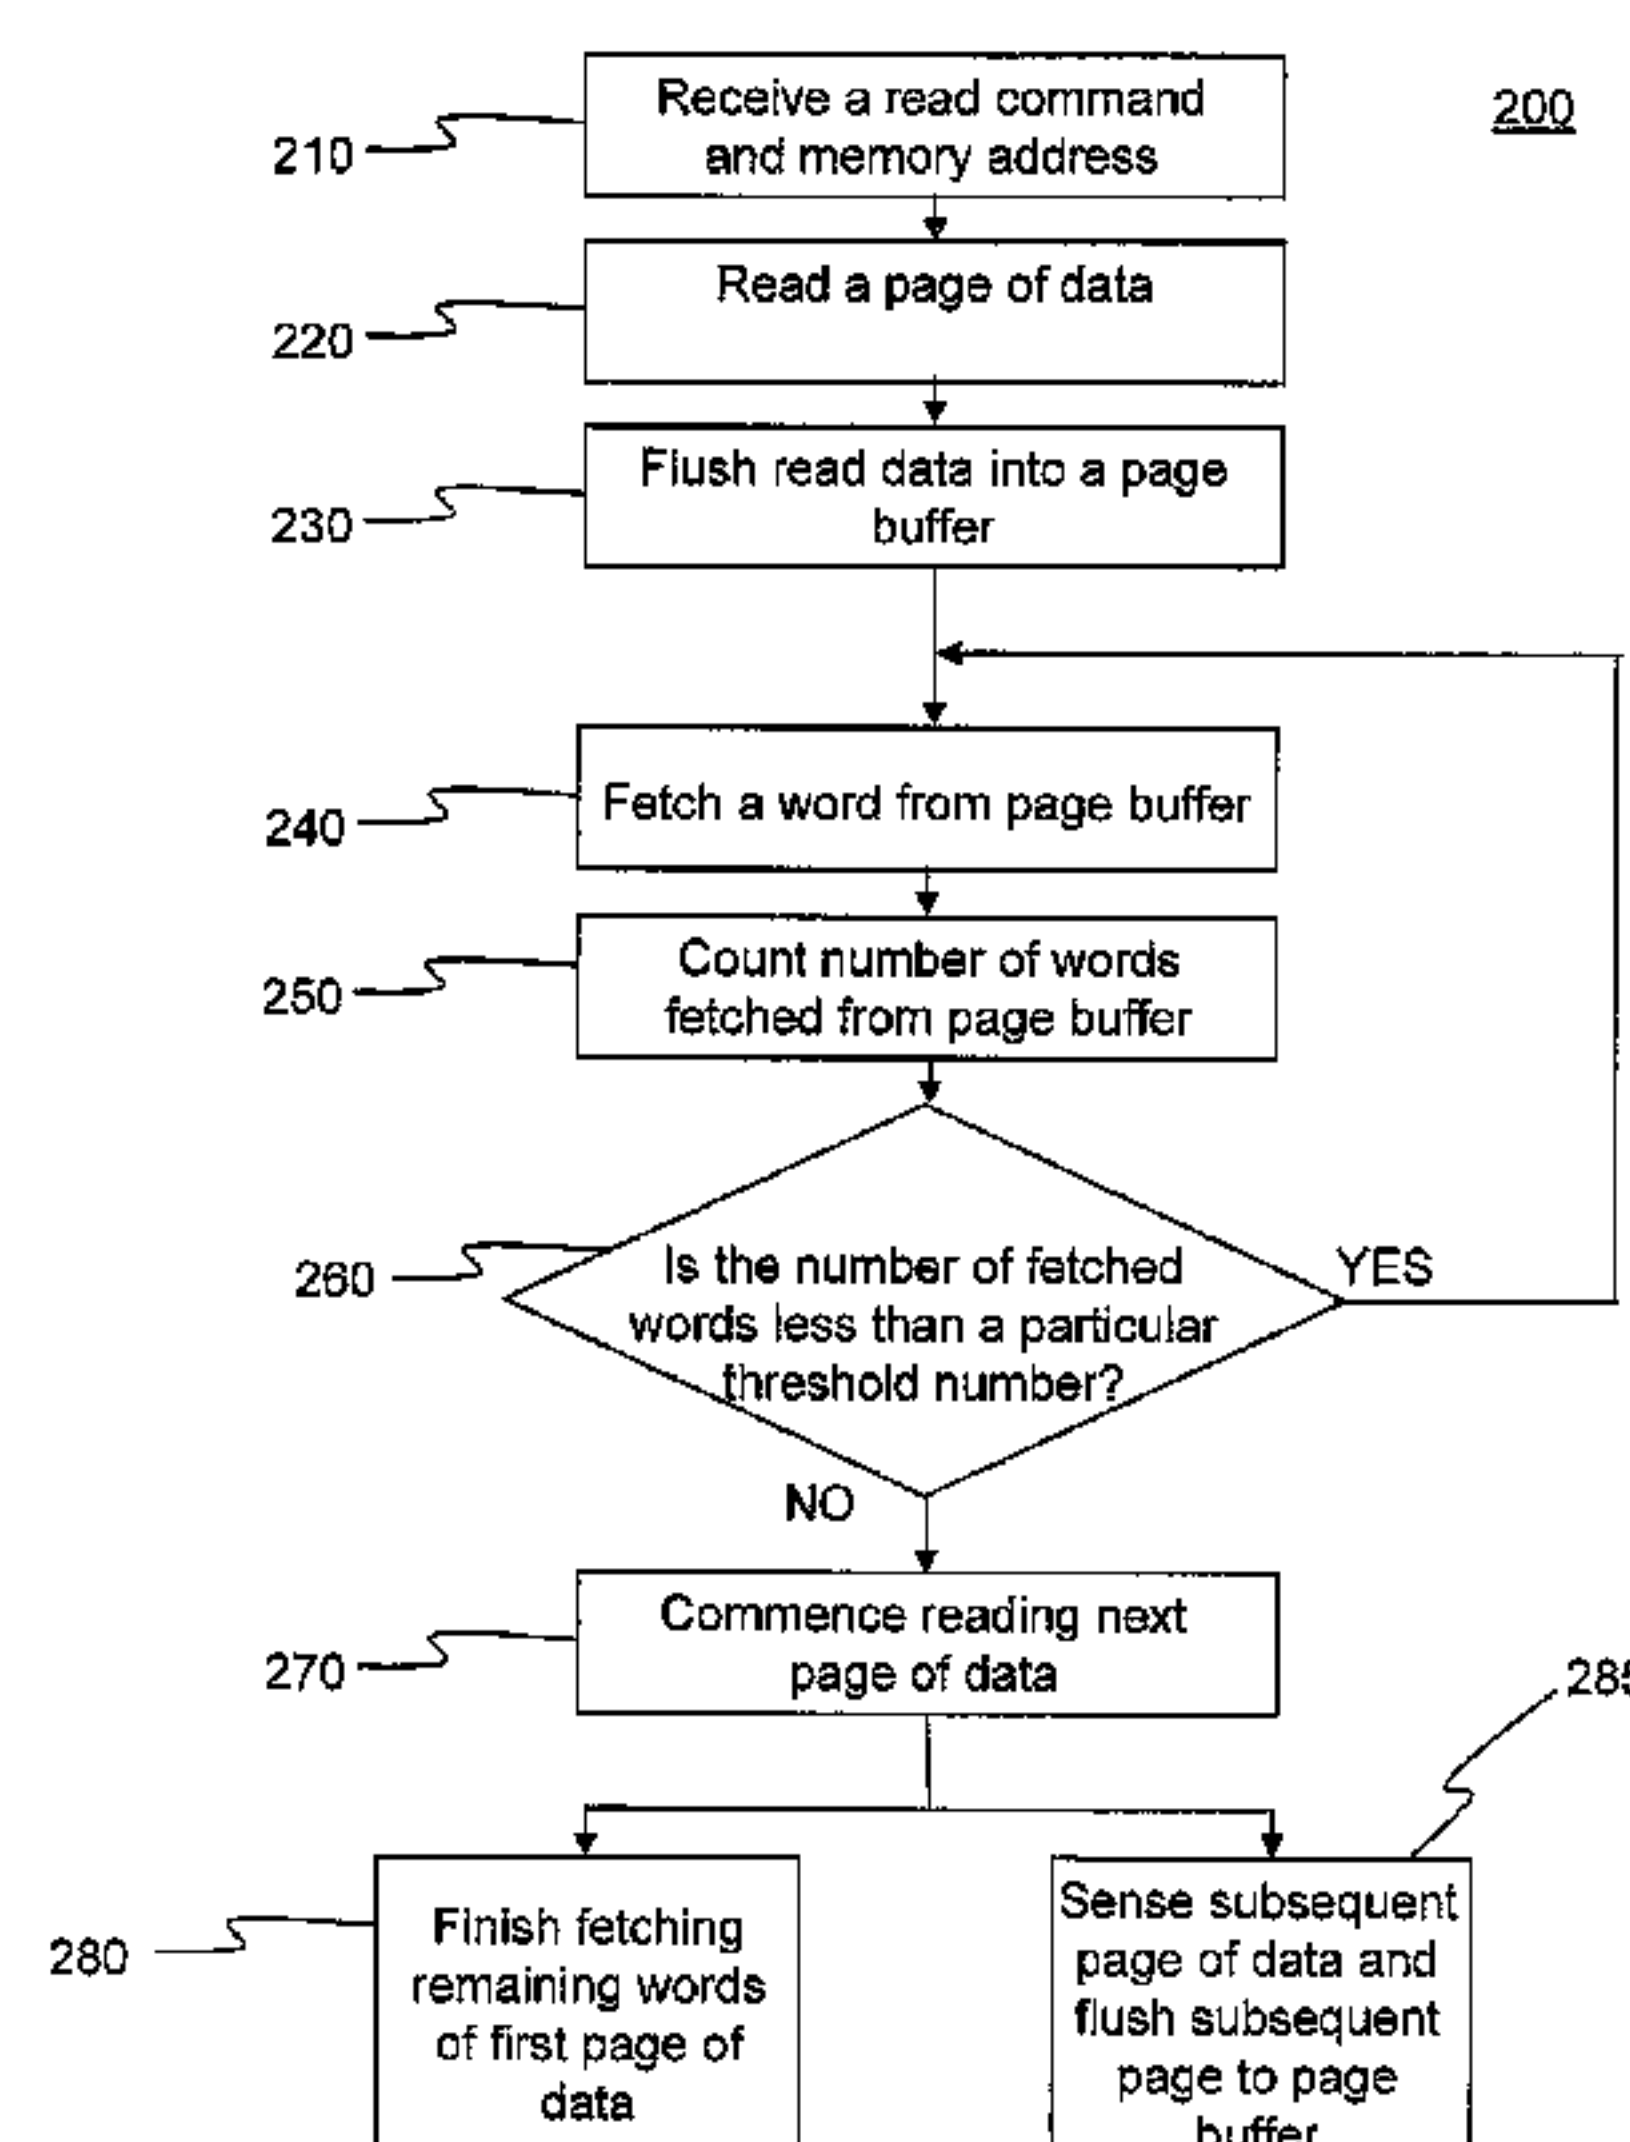 200
Receive a read command
and memory address
210
Read a page of data
220
Flush read data into a page
buffer
230
Fetch a word from page buffer
240
Count number of words
fetched from page buffer
250
Is the number of fetched
words less than a particular
threshold number?
260
YES
NO
Commence reading next
page of data
270
285
Finish fetching
remaining words
of first page of
data
280
Sense subsequent
page of data and
flush subsequent
page to page
buffer